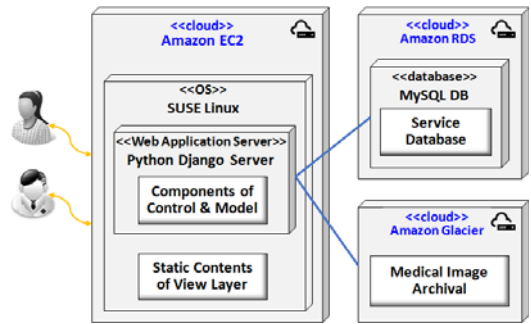 <<cloud>>
Amazon EC2
<<OS>>
SUSE Linux
<<Web Application Server>>
Python Django Server
Components of
Control & Model
Static Contents
of View Layer
<<cloud>>
Amazon RDS
<<database>>
MySQL DB
Service
Database
<<cloud>>
Amazon Glacier
Medical Image
Archival